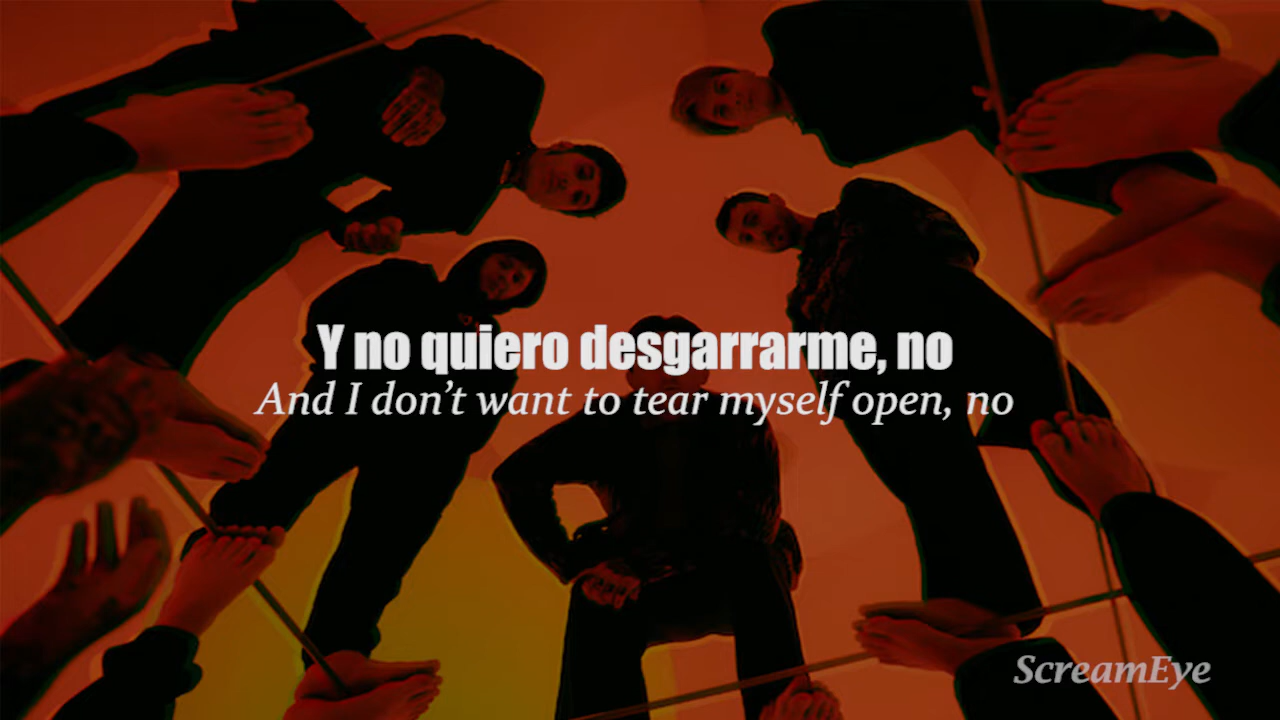 Y no quiero desgarrarme, no
And I don’t want to tear myself open, no
ScreamEye